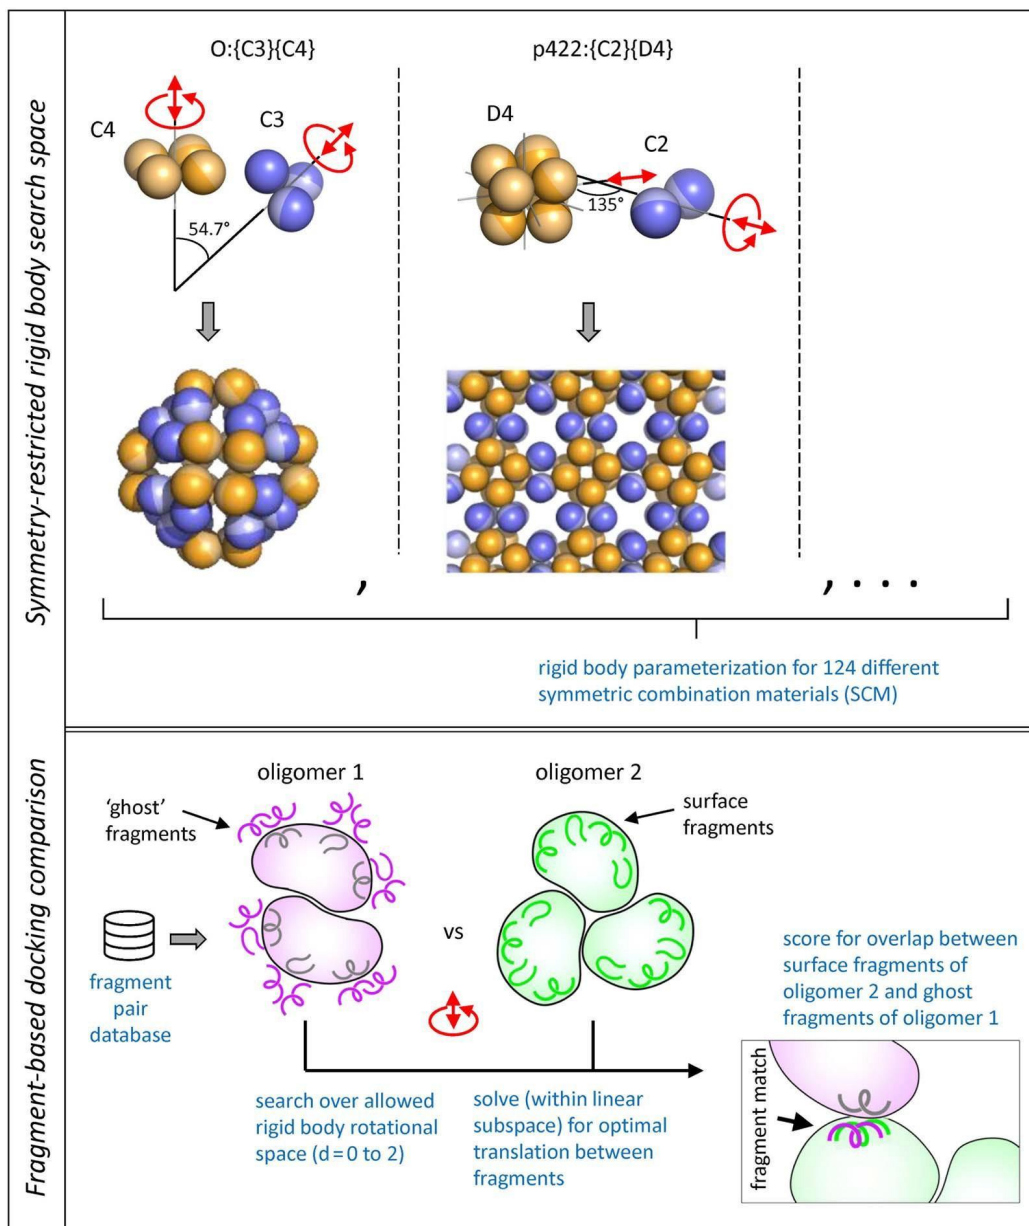 Symmetry-restricted rigid body search space
O:{C3}{C4}
p422:{C2}{D4}
C4
C3
54.7°
D4
C2
135°
,
, . . .
rigid body parameterization for 124 different
symmetric combination materials (SCM)
Fragment-based docking comparison
oligomer 1
oligomer 2
‘ghost’
fragments
surface
fragments
vs
fragment
pair
database
score for overlap between
surface fragments of
oligomer 2 and ghost
fragments of oligomer 1
search over allowed
rigid body rotational
space (d = 0 to 2)
solve (within linear
subspace) for optimal
translation between
fragments
fragment match